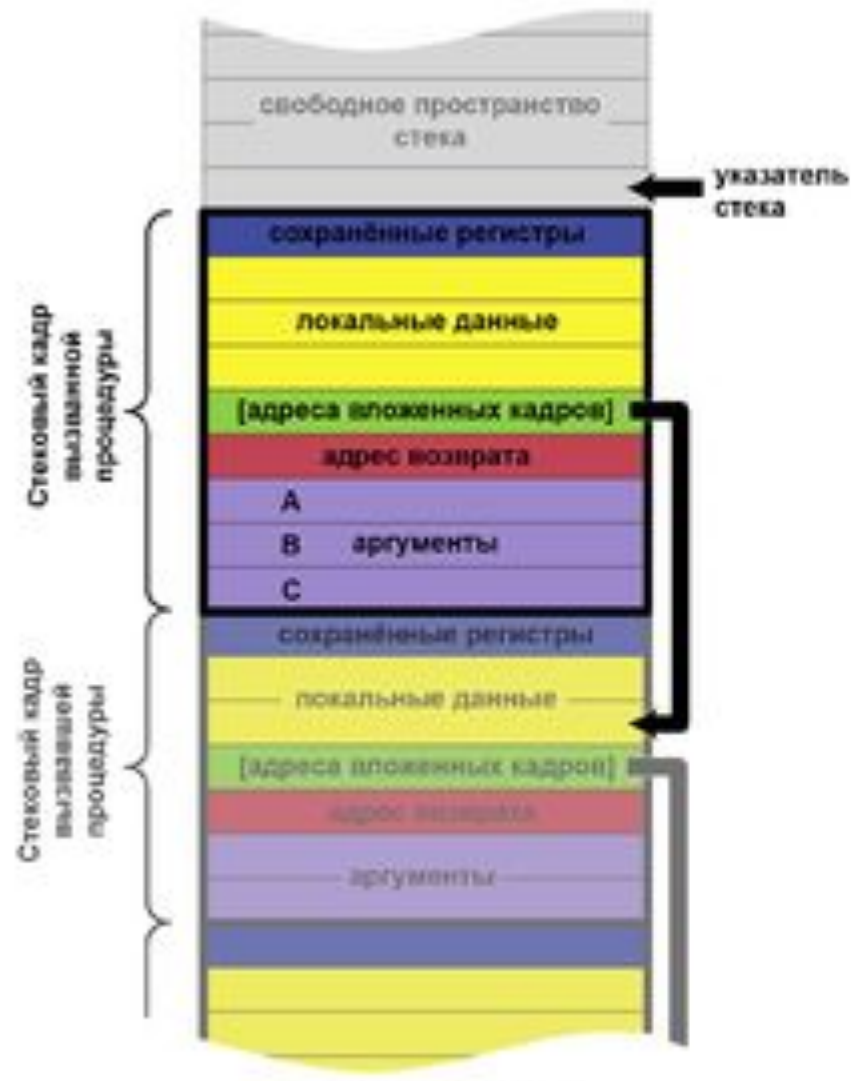 свободное пространство
стека
указатель
стека
сохранённые регистры
локальные данные
[адреса вложенных кадров]
адрес возврата
A
B аргументы
C
Стековый кадр
вызванной
процедуры
сохранённые регистры
локальные данные
[адреса вложенных кадров]
адрес возврата
аргументы
Стековый кадр
вызвавшей
процедуры